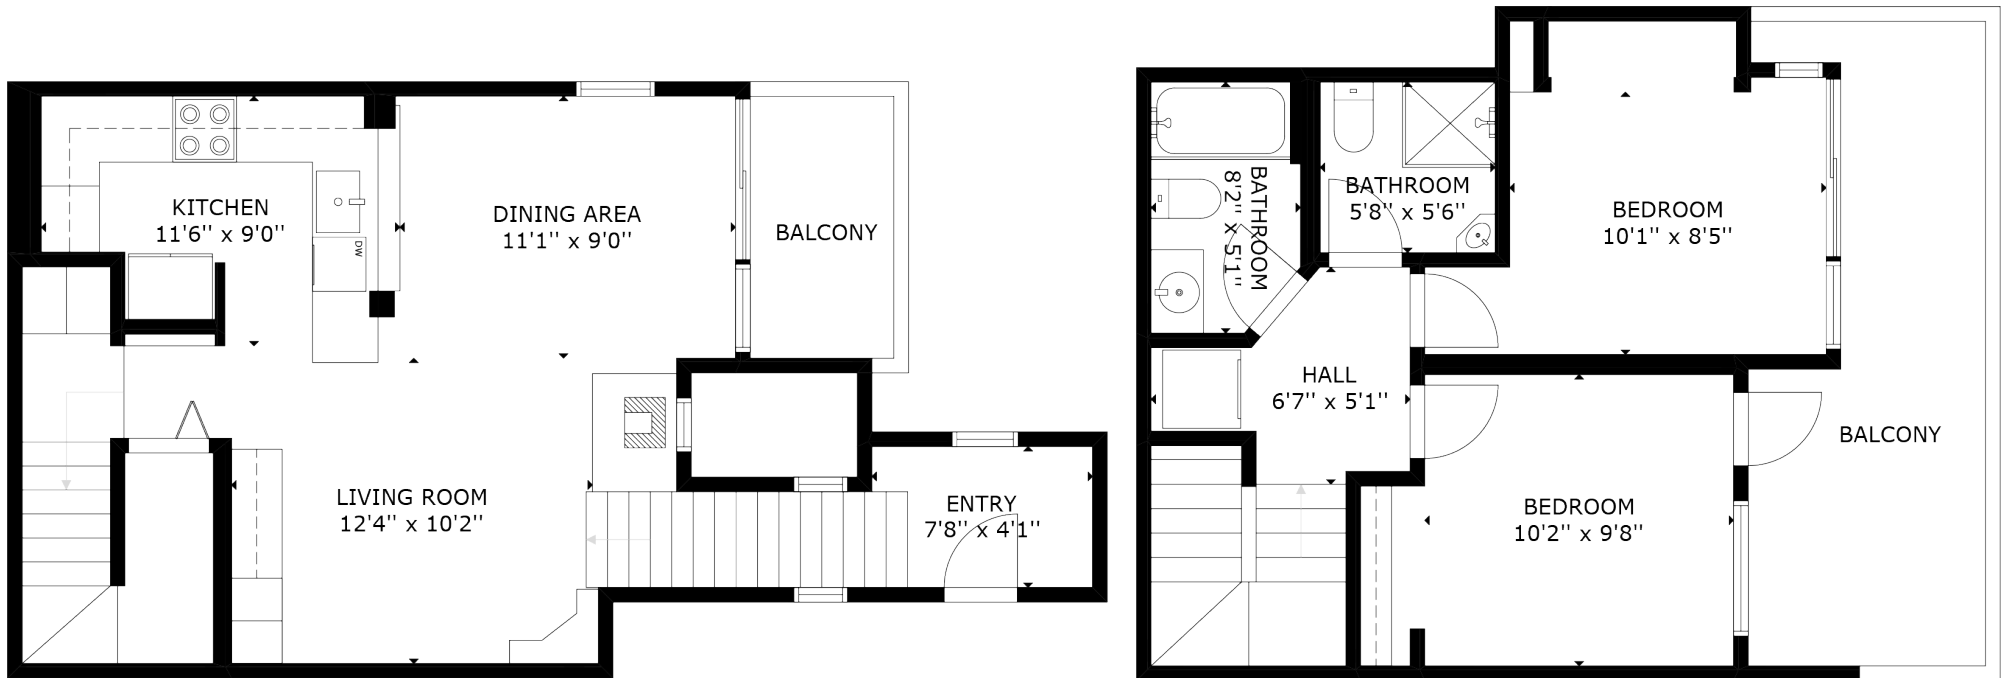 KITCHEN
11'6'' x 9'0''
DW
DINING AREA
11'1'' x 9'0''
BALCONY
LIVING ROOM
12'4'' x 10'2''
ENTRY
7'8'' x 4'1''
BATHROOM
8'2'' x 5'1''
BATHROOM
5'8'' x 5'6''
BEDROOM
10'1'' x 8'5''
HALL
6'7'' x 5'1''
BALCONY
BEDROOM
10'2'' x 9'8''